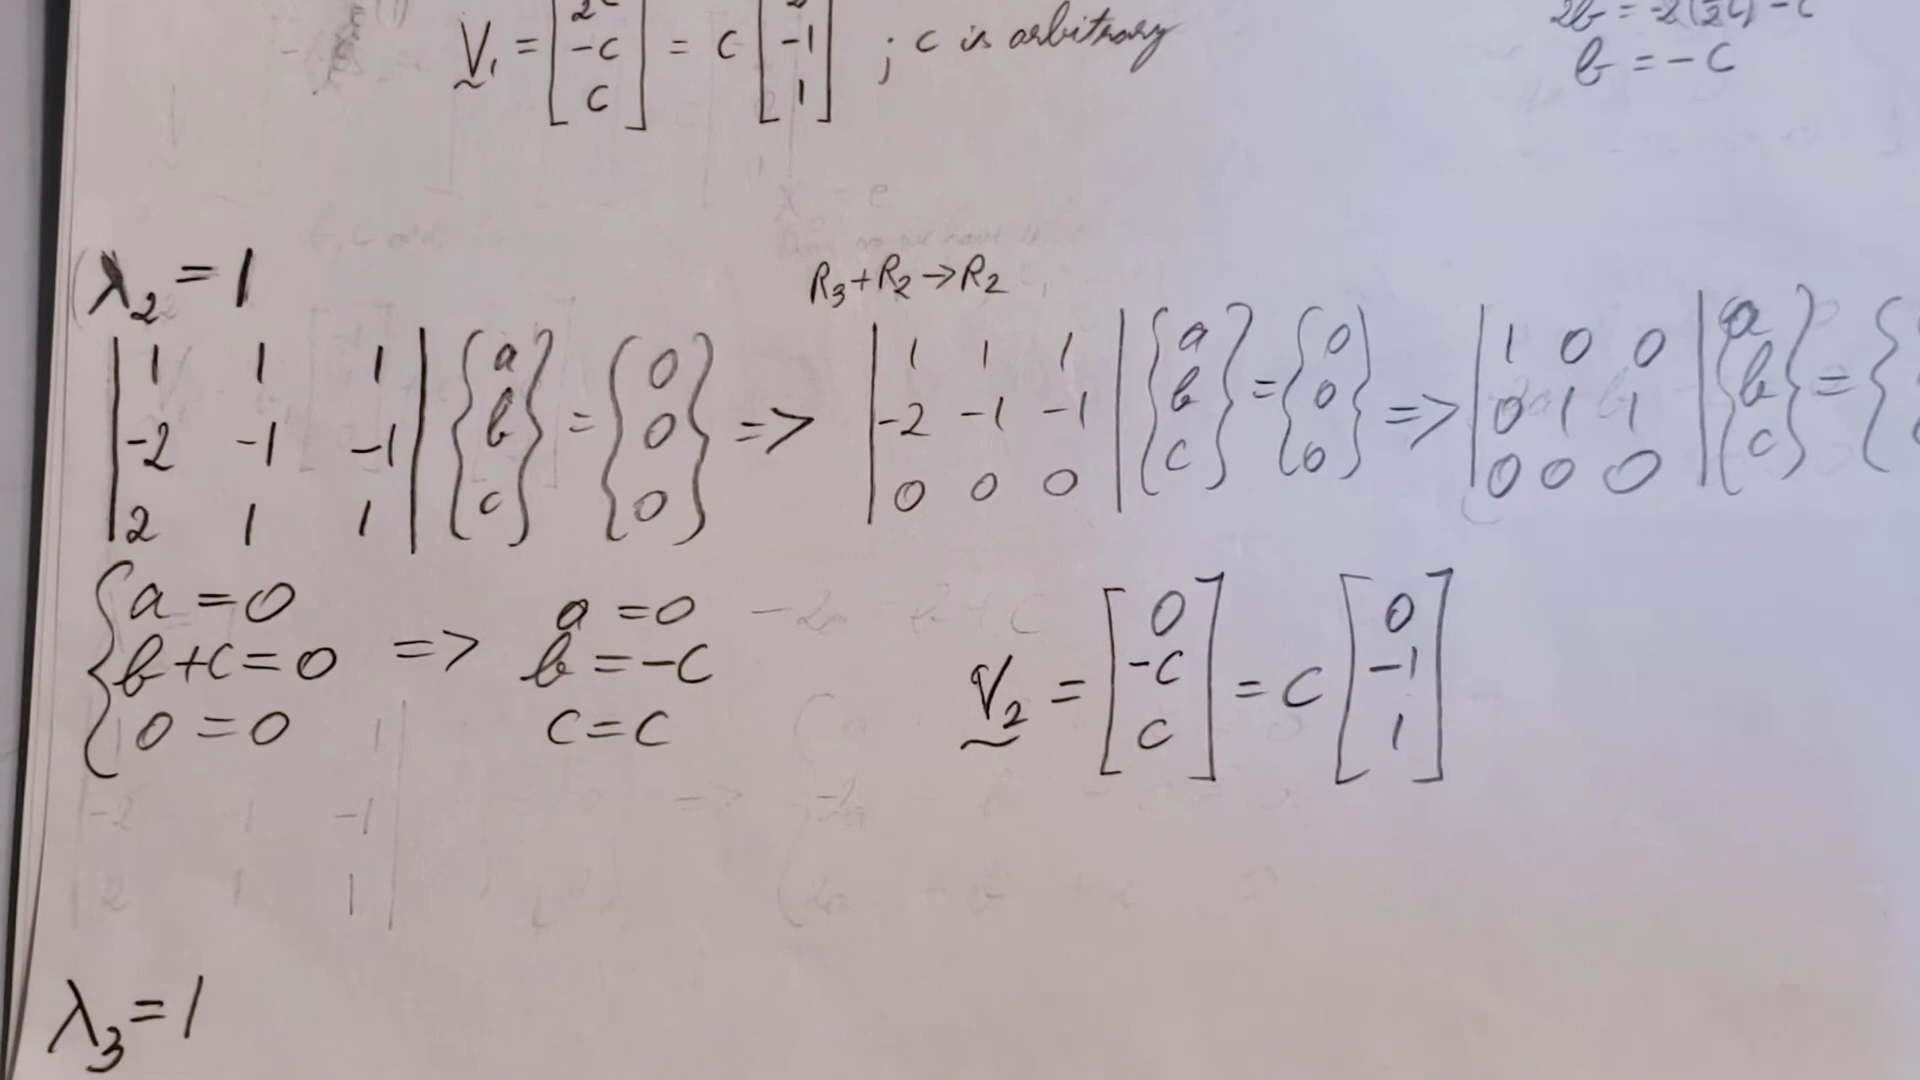 V₁ = [ -c c ] = c [ -1 1 ] ; c is arbitrary
b = -c
λ₂ = 1
R₃+R₂→R₂
| 1 1 1 | {a} = {0} => | 1 1 1 | {a} = {0} => | 1 0 0 | {a} = {
| -2 -1 -1 | {b} {0} | -2 -1 -1 | {b} {0} | 0 1 1 | {b}
| 2 1 1 | {c} {0} | 0 0 0 | {c} {0} | 0 0 0 | {c}
{ a = 0 => a = 0 V₂ = [ 0 ] = c [ 0 ]
{ b + c = 0 b = -c [ -c ] [ -1 ]
{ 0 = 0 c = c [ c ] [ 1 ]
λ₃ = 1